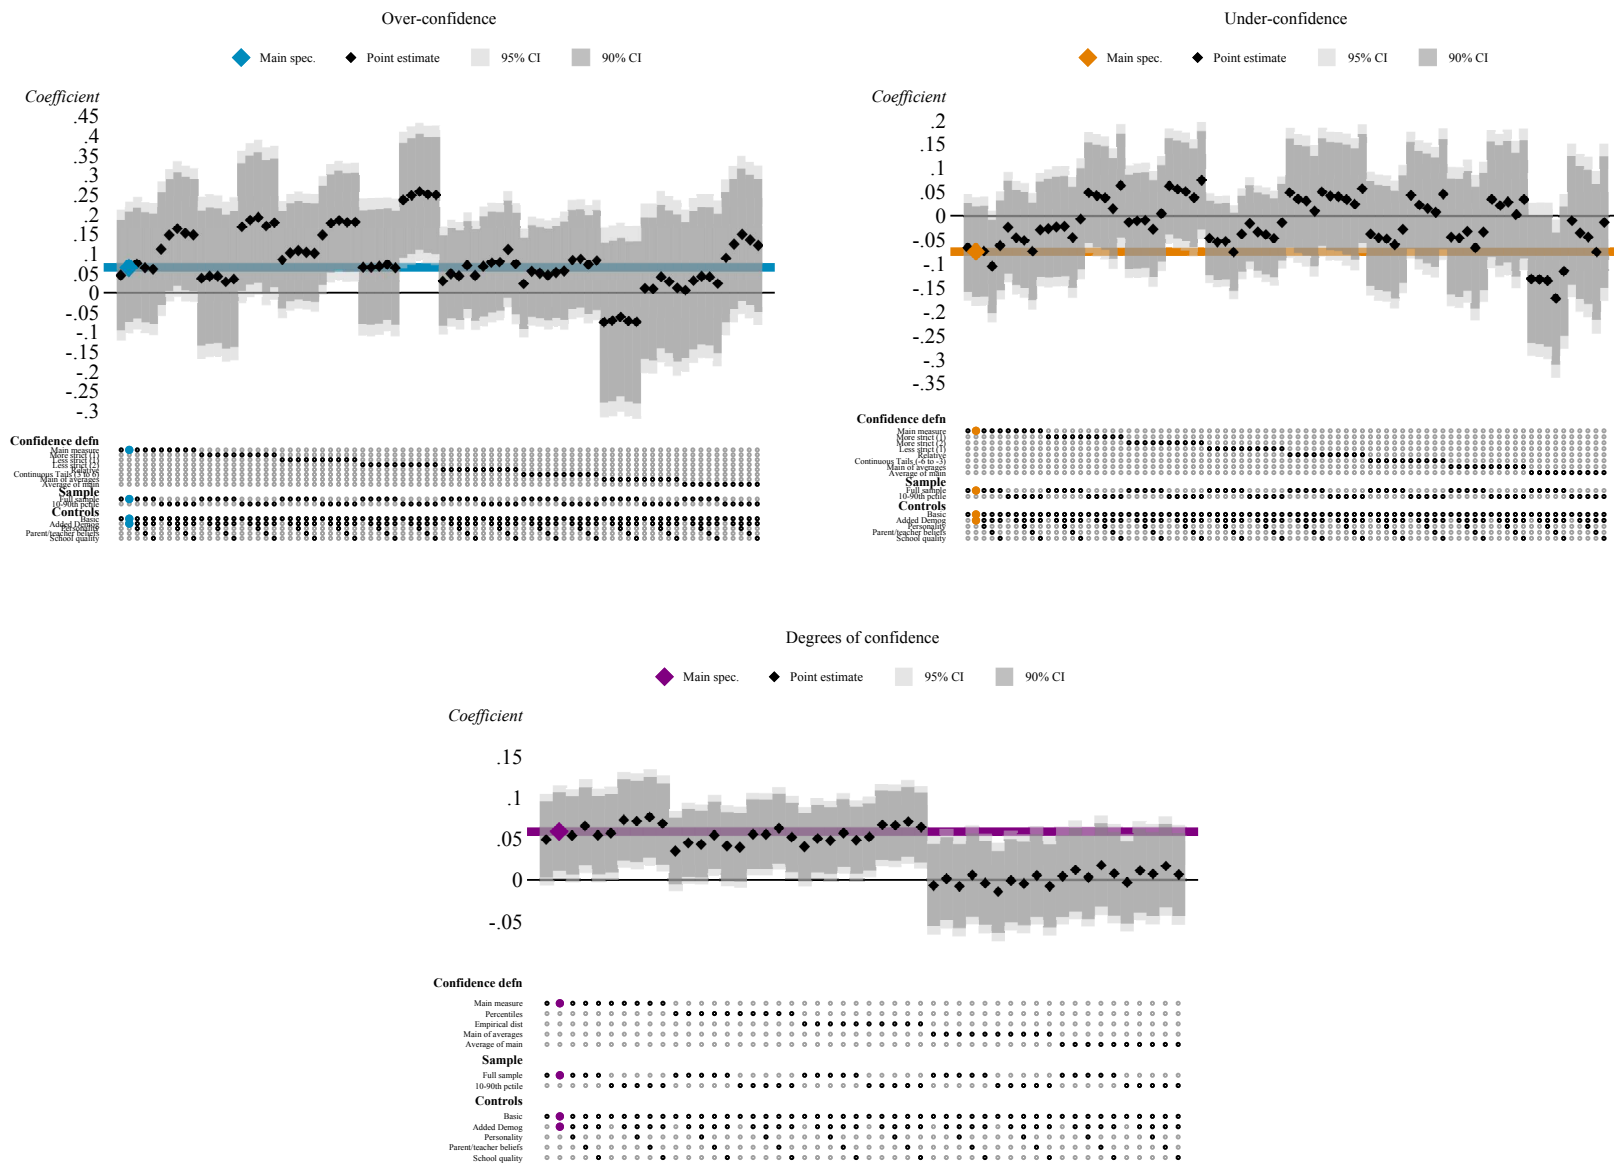 Over-confidence
Main spec. Point estimate 95% CI 90% CI
Coefficient
.45
.4
.35
.3
.25
.2
.15
.1
.05
0
-.05
-.1
-.15
-.2
-.25
-.3
Confidence defn
Main measure
More strict (1)
Less strict (1)
Less strict (2)
Relative
Continuous Tails (3 to 6)
Main of averages
Average of main
Sample
Full sample
10-90th pctile
Controls
Basic
Added Demog
Personality
Parent/teacher beliefs
School quality
Under-confidence
Main spec. Point estimate 95% CI 90% CI
Coefficient
.2
.15
.1
.05
0
-.05
-.1
-.15
-.2
-.25
-.3
-.35
Confidence defn
Main measure
More strict (1)
More strict (2)
Less strict (1)
Relative
Continuous Tails (-6 to -3)
Main of averages
Average of main
Sample
Full sample
10-90th pctile
Controls
Basic
Added Demog
Personality
Parent/teacher beliefs
School quality
Degrees of confidence
Main spec. Point estimate 95% CI 90% CI
Coefficient
.15
.1
.05
0
-.05
Confidence defn
Main measure
Percentiles
Empirical dist
Main of averages
Average of main
Sample
Full sample
10-90th pctile
Controls
Basic
Added Demog
Personality
Parent/teacher beliefs
School quality